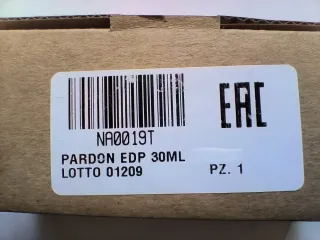 EAC
NA0019T
PARDON EDP 30ML
LOTTO 01209 PZ. 1